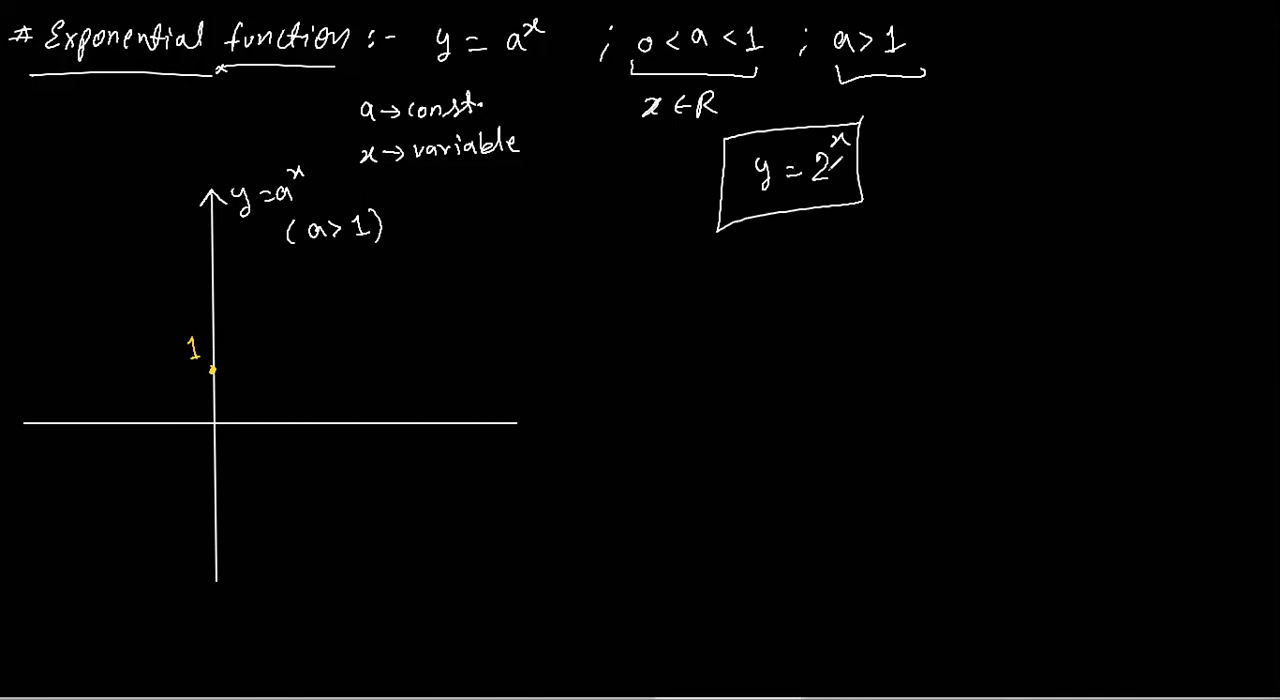 # Exponential function :- y = a^x ; 0 < a < 1 ; a > 1
a → const.
x → variable
x ∈ R
y = 2^x
y = a^x
(a > 1)
1